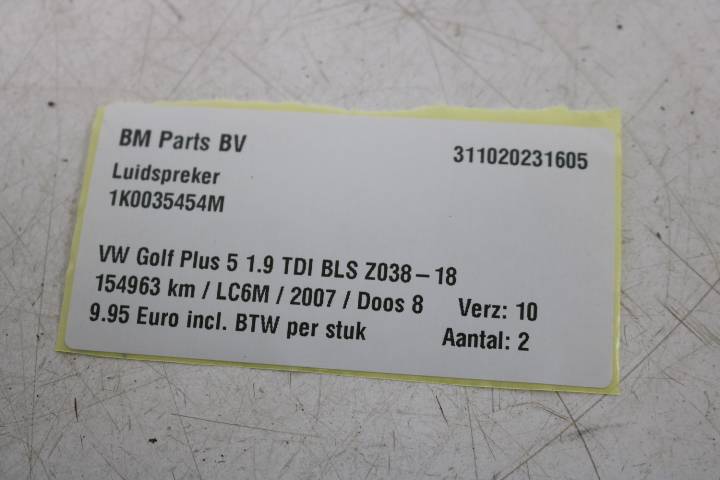 BM Parts BV 311020231605
Luidspreker
1K0035454M
VW Golf Plus 5 1.9 TDI BLS Z038-18
154963 km / LC6M / 2007 / Doos 8 Verz: 10
9.95 Euro incl. BTW per stuk Aantal: 2